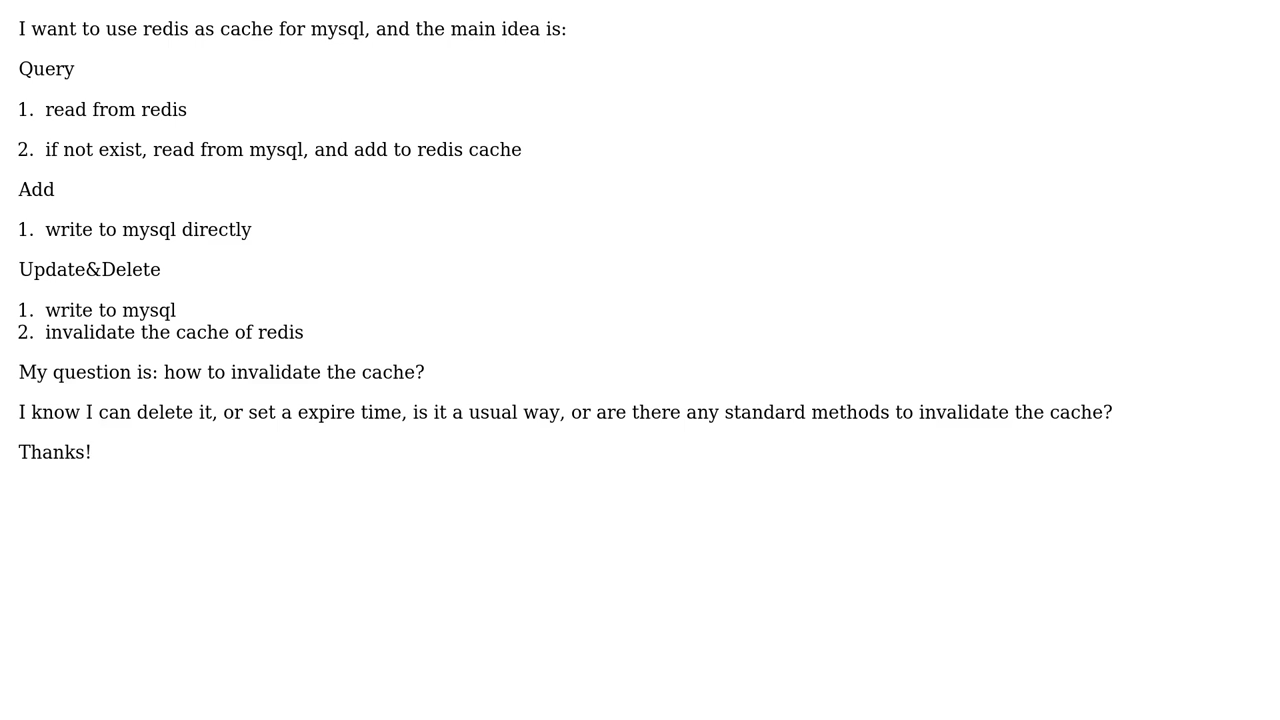 I want to use redis as cache for mysql, and the main idea is:
Query
1. read from redis
2. if not exist, read from mysql, and add to redis cache
Add
1. write to mysql directly
Update&Delete
1. write to mysql
2. invalidate the cache of redis
My question is: how to invalidate the cache?
I know I can delete it, or set a expire time, is it a usual way, or are there any standard methods to invalidate the cache?
Thanks!